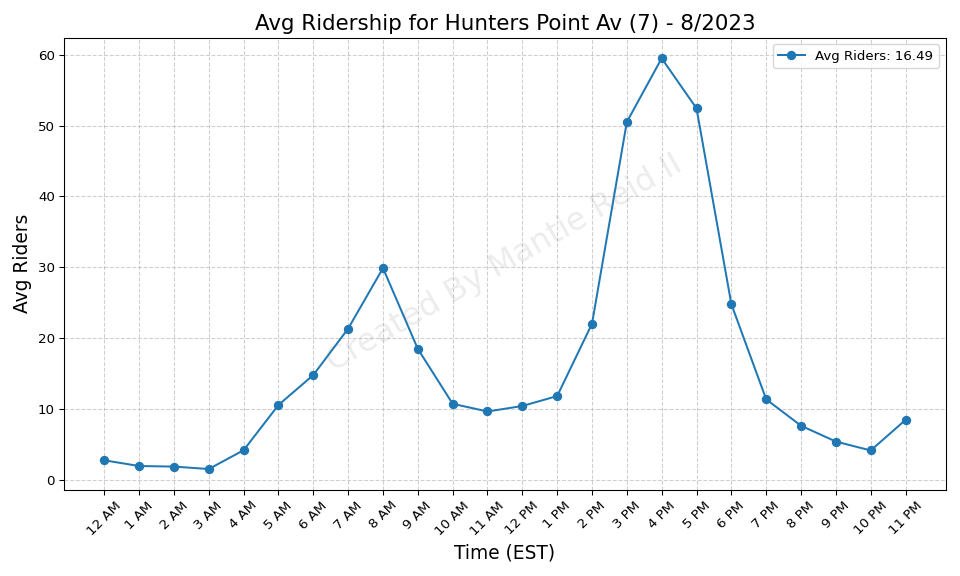 Avg Ridership for Hunters Point Av (7) - 8/2023
Avg Riders: 16.49
Avg Riders
60
50
40
30
20
10
0
Created By Mantie Reid II
12 AM
1 AM
2 AM
3 AM
4 AM
5 AM
6 AM
7 AM
8 AM
9 AM
10 AM
11 AM
12 PM
1 PM
2 PM
3 PM
4 PM
5 PM
6 PM
7 PM
8 PM
9 PM
10 PM
11 PM
Time (EST)